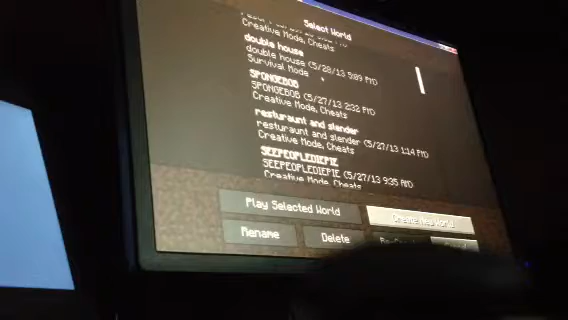 Select World
Creative Mode, Cheats
double house
double house (5/28/13 5:09 PM)
Survival Mode
SPONGEBOB
SPONGEBOB (5/27/13 2:32 PM)
Creative Mode, Cheats
resturaunt and slender
resturaunt and slender (5/27/13 1:14 PM)
Creative Mode, Cheats
SEEPEOPLEDIEPIE
SEEPEOPLEDIEPIE (5/27/13 9:35 AM)
Creative Mode, Cheats
Play Selected World
Create New World
Rename
Delete